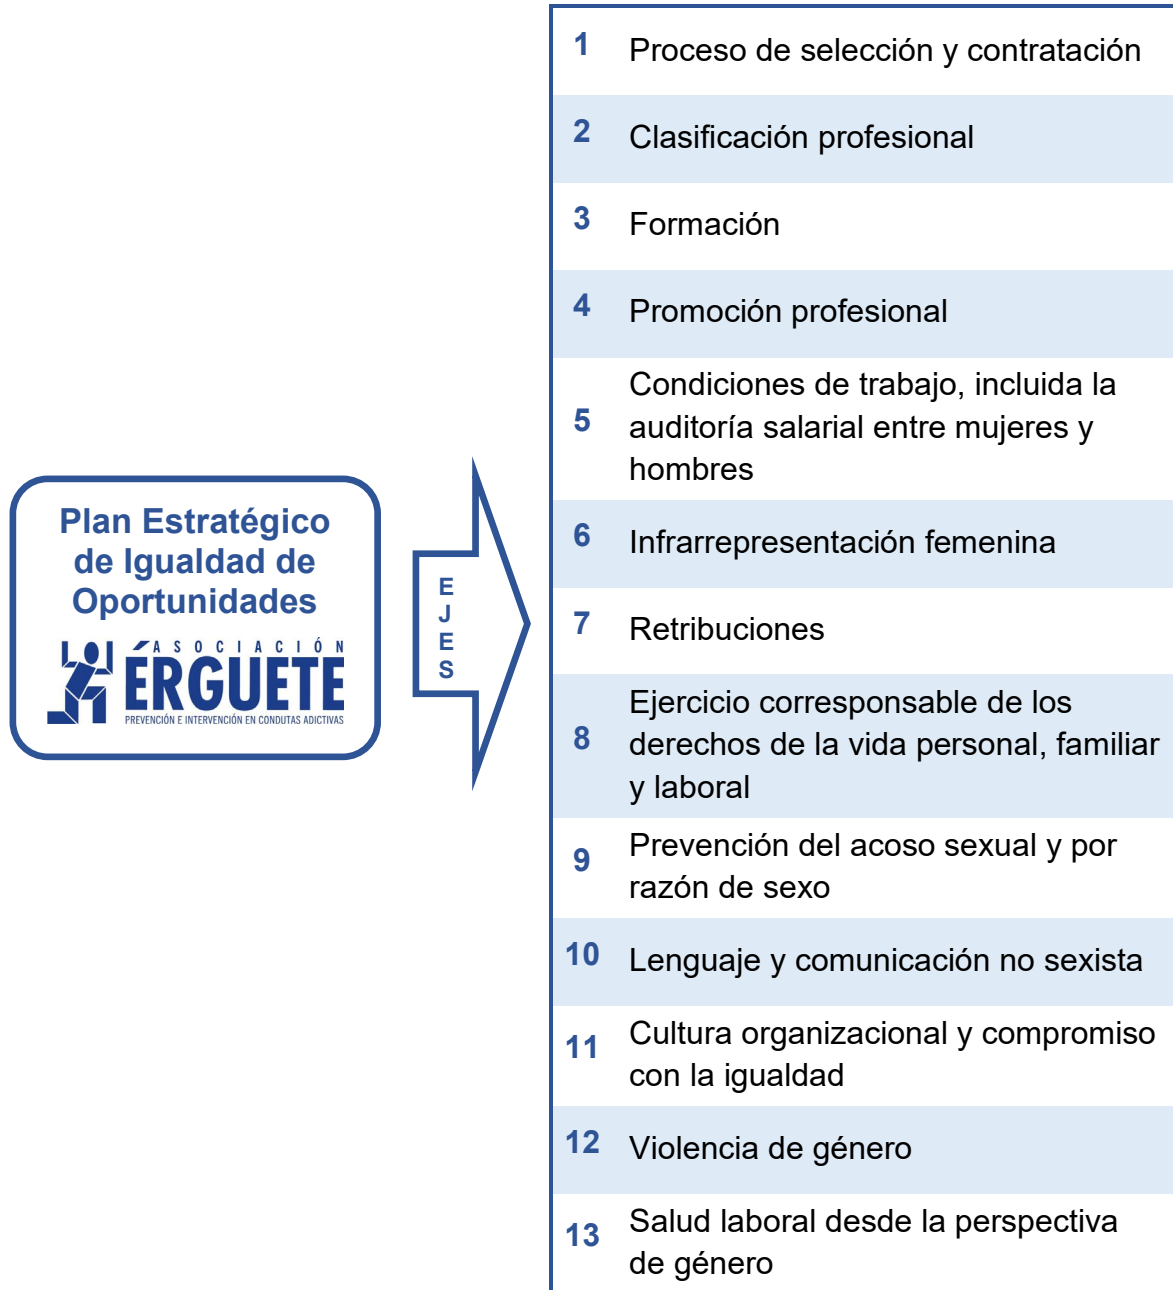 Plan Estratégico
de Igualdad de
Oportunidades
ASOCIACIÓN
ÉRGUETE
PREVENCIÓN E INTERVENCIÓN EN CONDUTAS ADICTIVAS
E
J
E
S
1 Proceso de selección y contratación
2 Clasificación profesional
3 Formación
4 Promoción profesional
5 Condiciones de trabajo, incluida la
auditoría salarial entre mujeres y
hombres
6 Infrarrepresentación femenina
7 Retribuciones
8 Ejercicio corresponsable de los
derechos de la vida personal, familiar
y laboral
9 Prevención del acoso sexual y por
razón de sexo
10 Lenguaje y comunicación no sexista
11 Cultura organizacional y compromiso
con la igualdad
12 Violencia de género
13 Salud laboral desde la perspectiva
de género